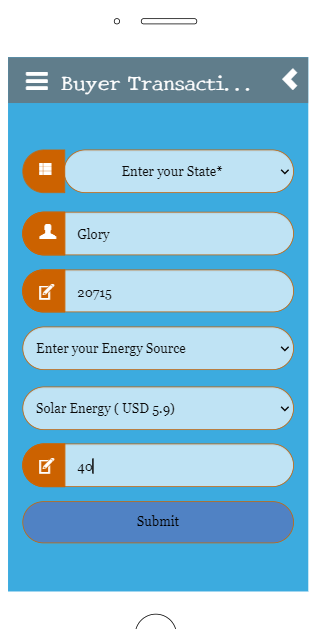 Buyer Transacti...
Enter your State*
Glory
20715
Enter your Energy Source
Solar Energy ( USD 5.9)
40
Submit